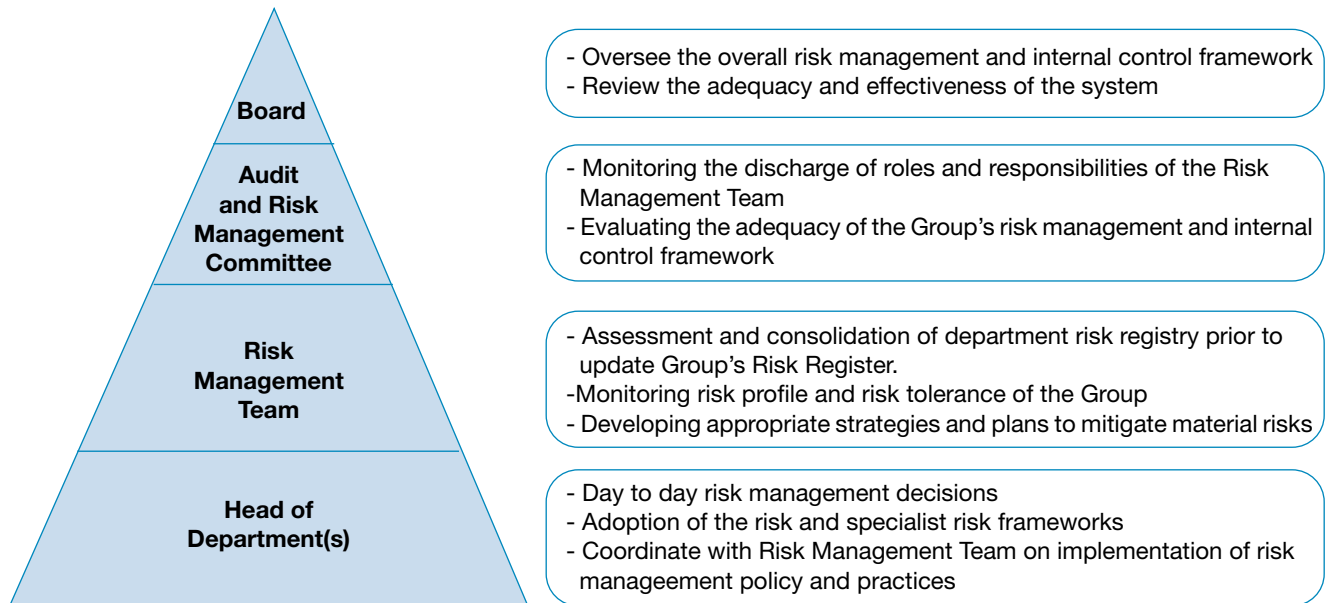 Board
- Oversee the overall risk management and internal control framework
- Review the adequacy and effectiveness of the system
Audit
and Risk
Management
Committee
- Monitoring the discharge of roles and responsibilities of the Risk
Management Team
- Evaluating the adequacy of the Group’s risk management and internal
control framework
Risk
Management
Team
- Assessment and consolidation of department risk registry prior to
update Group’s Risk Register.
-Monitoring risk profile and risk tolerance of the Group
- Developing appropriate strategies and plans to mitigate material risks
Head of
Department(s)
- Day to day risk management decisions
- Adoption of the risk and specialist risk frameworks
- Coordinate with Risk Management Team on implementation of risk
manageement policy and practices